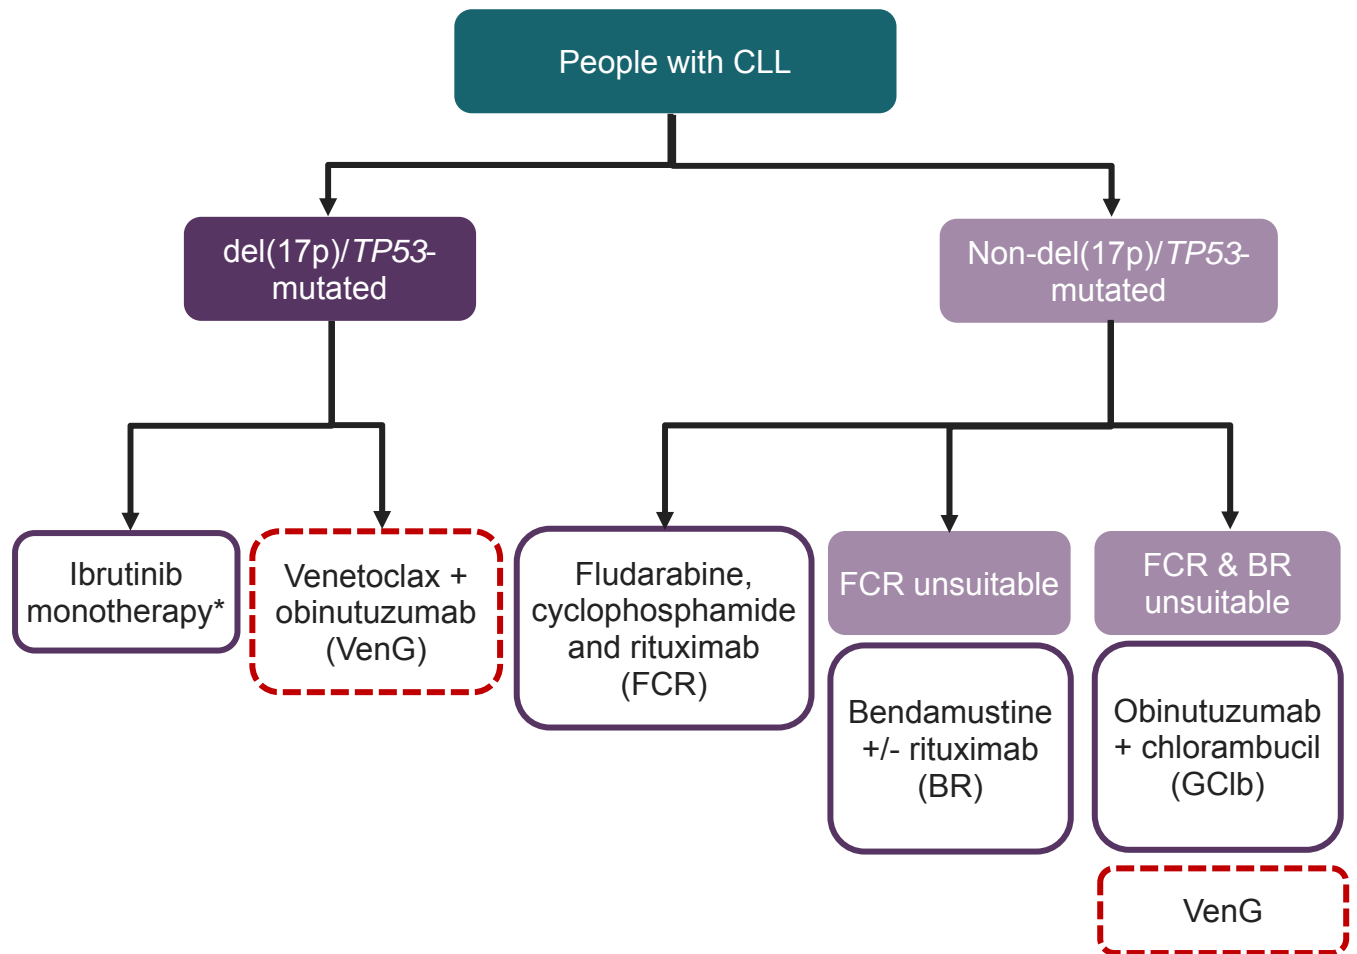 People with CLL
del(17p)/TP53-
mutated
Non-del(17p)/TP53-
mutated
Ibrutinib
monotherapy*
Venetoclax +
obinutuzumab
(VenG)
Fludarabine,
cyclophosphamide
and rituximab
(FCR)
FCR unsuitable
Bendamustine
+/- rituximab
(BR)
FCR & BR
unsuitable
Obinutuzumab
+ chlorambucil
(GClb)
VenG